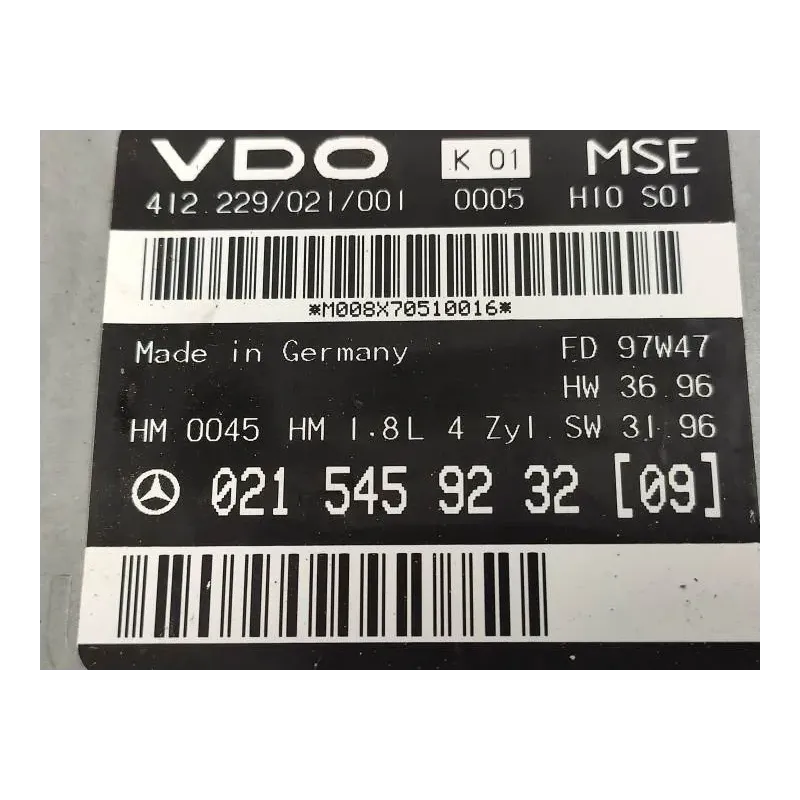 VDO K 01 MSE
412.229/021/001 0005 H10 S01
*M008X70510016*
Made in Germany FD 97W47
HW 36.96
HM 0045 HM 1.8L 4 Zyl. SW 31.96
021 545 92 32 [09]